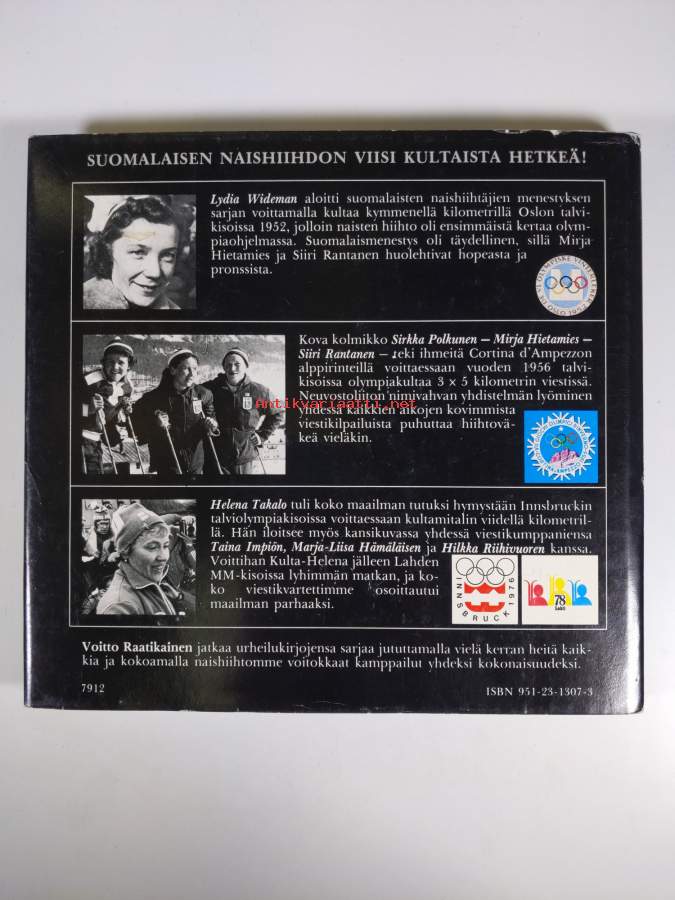 SUOMALAISEN NAISHIIHDON VIISI KULTAISTA HETKEÄ!
Lydia Wideman aloitti suomalaisten naishiihtäjien menestyksen
sarjan voittamalla kultaa kymmenellä kilometrillä Oslon talvi-
kisoissa 1952, jolloin naisten hiihto oli ensimmäistä kertaa olym-
piaohjelmassa. Suomalaismenestys oli täydellinen, sillä Mirja
Hietamies ja Siiri Rantanen huolehtivat hopeasta ja
pronssista.
Kova kolmikko Sirkka Polkunen — Mirja Hietamies —
Siiri Rantanen — teki ihmeitä Cortina d'Ampezzon
alppirinteillä voittaessaan vuoden 1956 talvi-
kisoissa olympiakultaa 3 × 5 kilometrin viestissä.
Neuvostoliiton nimivahvan yhdistelmän lyöminen
yhdessä kaikkien aikojen kovimmista
viestikilpailuista puhuttaa hiihtovä-
keä vieläkin.
antikvariaatti.net
Helena Takalo tuli koko maailman tutuksi hymystään Innsbruckin
talviolympiakisoissa voittaessaan kultamitalin viidellä kilometril-
lä. Hän iloitsee myös kansikuvassa yhdessä viestikumppaniensa
Taina Impiön, Marja-Liisa Hämäläisen ja Hilkka Riihivuoren kanssa.
Voittihan Kulta-Helena jälleen Lahden
MM-kisoissa lyhimmän matkan, ja ko-
ko viestikvartettimme osoittautui
maailman parhaaksi.
INNSBRUCK 1976
78
Lahti
Voitto Raatikainen jatkaa urheilukirjojensa sarjaa jututtamalla vielä kerran heitä kaik-
kia ja kokoamalla naishiihtomme voitokkaat kamppailut yhdeksi kokonaisuudeksi.
7912
ISBN 951-23-1307-3